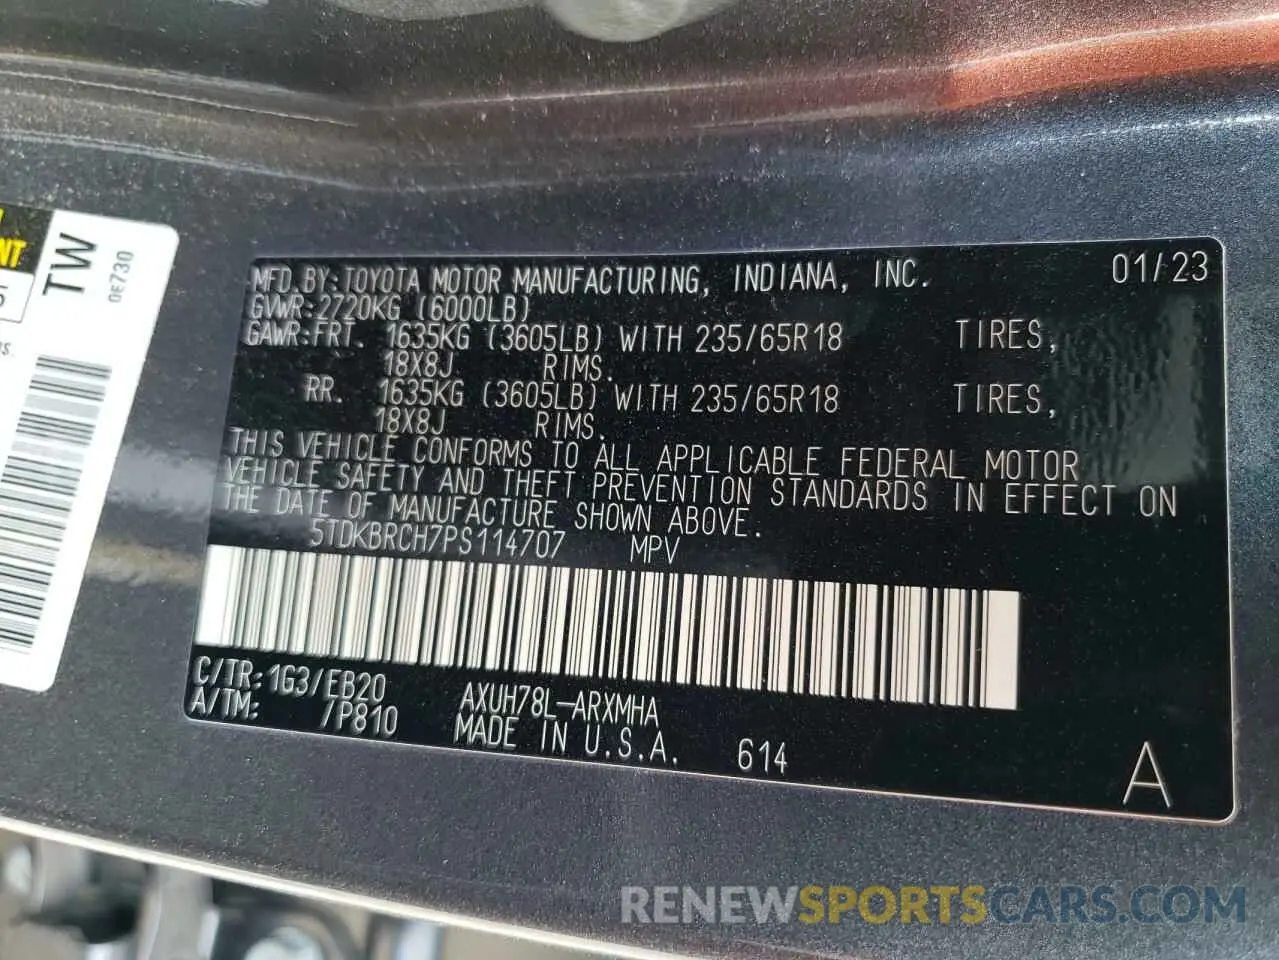 MFD.BY:TOYOTA MOTOR MANUFACTURING, INDIANA, INC. 01/23
GVWR:2720KG (6000LB)
GAWR:FRT. 1635KG (3605LB) WITH 235/65R18 TIRES,
18X8J RIMS.
RR. 1635KG (3605LB) WITH 235/65R18 TIRES,
18X8J RIMS.
THIS VEHICLE CONFORMS TO ALL APPLICABLE FEDERAL MOTOR
VEHICLE SAFETY AND THEFT PREVENTION STANDARDS IN EFFECT ON
THE DATE OF MANUFACTURE SHOWN ABOVE.
5TDKBRCH7PS114707 MPV
C/TR:1G3/EB20 AXUH78L-ARXMHA
A/TM: /P810 MADE IN U.S.A. 614
A
TW
0E730
RENEWSPORTSCARS.COM